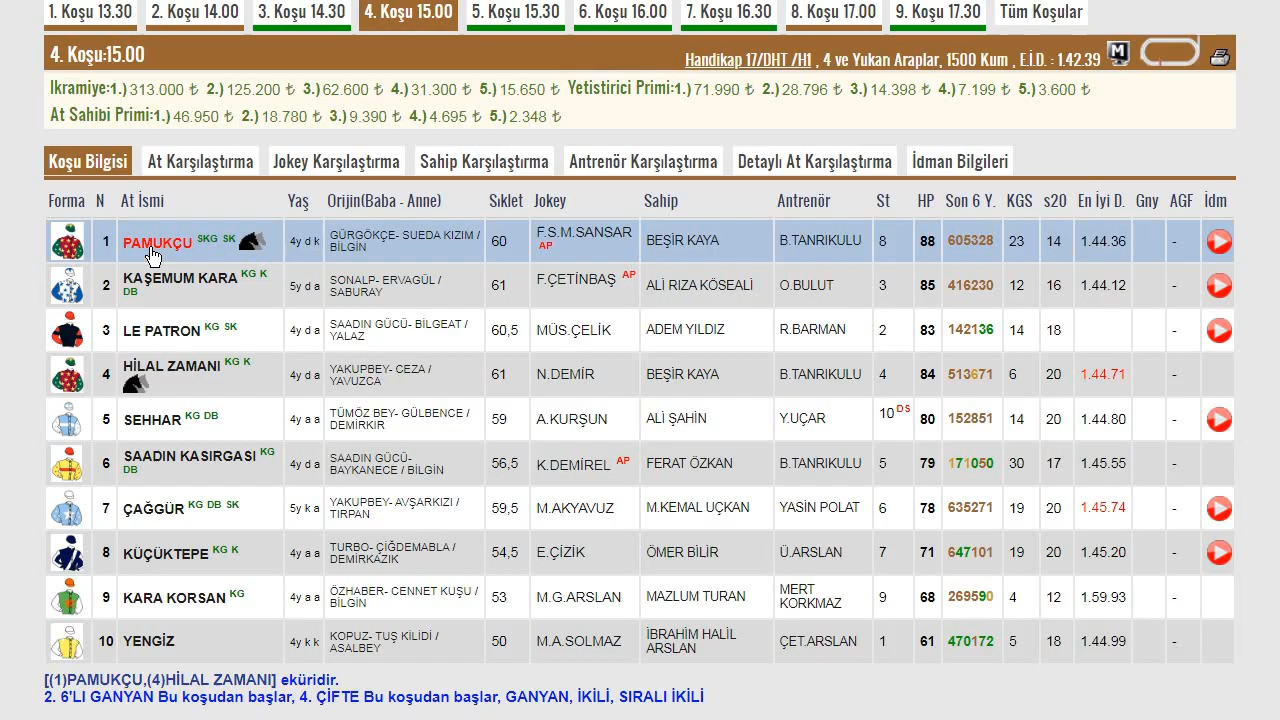 1. Koşu 13.30 2. Koşu 14.00 3. Koşu 14.30 4. Koşu 15.00 5. Koşu 15.30 6. Koşu 16.00 7. Koşu 16.30 8. Koşu 17.00 9. Koşu 17.30 Tüm Koşular
4. Koşu:15.00 Handikap 17/DHT /H1 , 4 ve Yukarı Araplar, 1500 Kum , E.İ.D. : 1.42.39 M
İkramiye:1.) 313.000 ₺ 2.) 125.200 ₺ 3.) 62.600 ₺ 4.) 31.300 ₺ 5.) 15.650 ₺ Yetistirici Primi:1.) 71.990 ₺ 2.) 28.796 ₺ 3.) 14.398 ₺ 4.) 7.199 ₺ 5.) 3.600 ₺
At Sahibi Primi:1.) 46.950 ₺ 2.) 18.780 ₺ 3.) 9.390 ₺ 4.) 4.695 ₺ 5.) 2.348 ₺
Koşu Bilgisi At Karşılaştırma Jokey Karşılaştırma Sahip Karşılaştırma Antrenör Karşılaştırma Detaylı At Karşılaştırma İdman Bilgileri
Forma N At İsmi Yaş Orijin(Baba - Anne) Sıklet Jokey Sahip Antrenör St HP Son 6 Y. KGS s20 En İyi D. Gny AGF İdm
1 PAMUKÇU SKG SK 4y d k GÜRGÖKÇE- SUEDA KIZIM / BİLGİN 60 F.S.M.SANSAR AP BEŞİR KAYA B.TANRIKULU 8 88 605328 23 14 1.44.36 -
2 KAŞEMUM KARA KG K DB 5y d a SONALP- ERVAGÜL / SABURAY 61 F.ÇETİNBAŞ AP ALİ RIZA KÖSEALİ O.BULUT 3 85 416230 12 16 1.44.12 -
3 LE PATRON KG SK 4y d a SAADIN GÜCÜ- BİLGEAT / YALAZ 60,5 MÜS.ÇELİK ADEM YILDIZ R.BARMAN 2 83 142136 14 18 -
4 HİLAL ZAMANI KG K 4y d a YAKUPBEY- CEZA / YAVUZCA 61 N.DEMİR BEŞİR KAYA B.TANRIKULU 4 84 513671 6 20 1.44.71 -
5 SEHHAR KG DB 4y a a TÜMÖZ BEY- GÜLBENCE / DEMİRKIR 59 A.KURŞUN ALİ ŞAHİN Y.UÇAR 10 DS 80 152851 14 20 1.44.80 -
6 SAADIN KASIRGASI KG DB 4y d a SAADIN GÜCÜ- BAYKANECE / BİLGİN 56,5 K.DEMİREL AP FERAT ÖZKAN B.TANRIKULU 5 79 171050 30 17 1.45.55 -
7 ÇAĞGÜR KG DB SK 5y k a YAKUPBEY- AVŞARKIZI / TIRPAN 59,5 M.AKYAVUZ M.KEMAL UÇKAN YASİN POLAT 6 78 635271 19 20 1.45.74 -
8 KÜÇÜKTEPE KG K 4y a a TURBO- ÇİĞDEMABLA / DEMİRKAZIK 54,5 E.ÇİZİK ÖMER BİLİR Ü.ARSLAN 7 71 647101 19 20 1.45.20 -
9 KARA KORSAN KG 4y a a ÖZHABER- CENNET KUŞU / BİLGİN 53 M.G.ARSLAN MAZLUM TURAN MERT KORKMAZ 9 68 269590 4 12 1.59.93 -
10 YENGİZ 4y k k KOPUZ- TUŞ KİLİDİ / ASALBEY 50 M.A.SOLMAZ İBRAHİM HALİL ARSLAN ÇET.ARSLAN 1 61 470172 5 18 1.44.99 -
[(1)PAMUKÇU,(4)HİLAL ZAMANI] eküridir.
2. 6'LI GANYAN Bu koşudan başlar, 4. ÇİFTE Bu koşudan başlar, GANYAN, İKİLİ, SIRALI İKİLİ